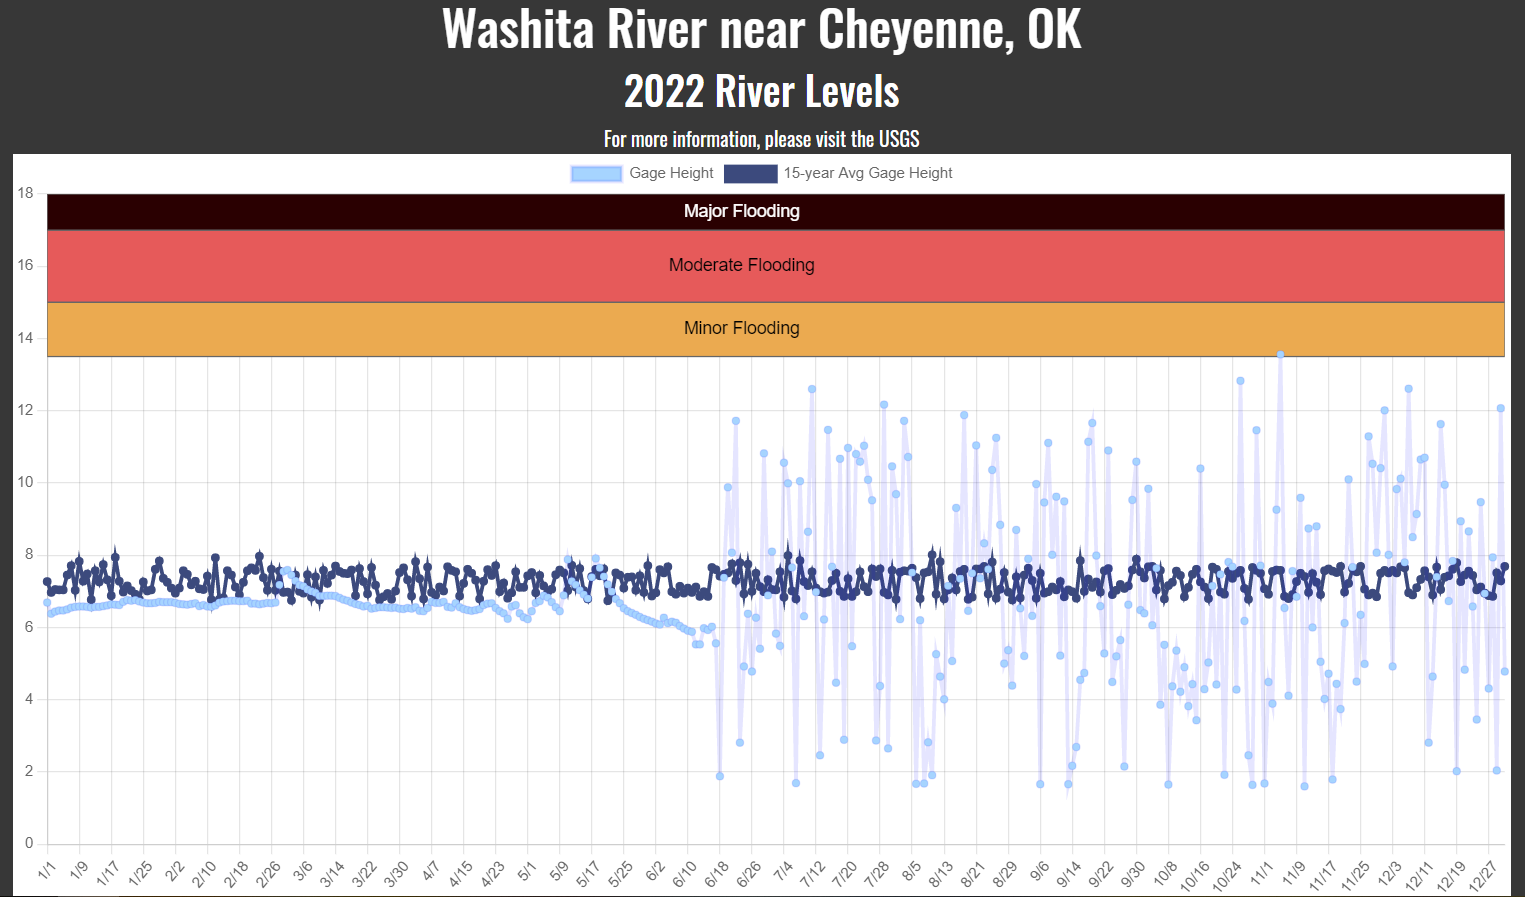 Washita River near Cheyenne, OK
2022 River Levels
For more information, please visit the USGS
Gage Height 15-year Avg Gage Height
18
Major Flooding
16
Moderate Flooding
14
Minor Flooding
12
10
8
6
4
2
0
1/1 1/9 1/17 1/25 2/2 2/10 2/18 2/26 3/6 3/14 3/22 3/30 4/7 4/15 4/23 5/1 5/9 5/17 5/25 6/2 6/10 6/18 6/26 7/4 7/12 7/20 7/28 8/5 8/13 8/21 8/29 9/6 9/14 9/22 9/30 10/8 10/16 10/24 11/1 11/9 11/17 11/25 12/3 12/11 12/19 12/27